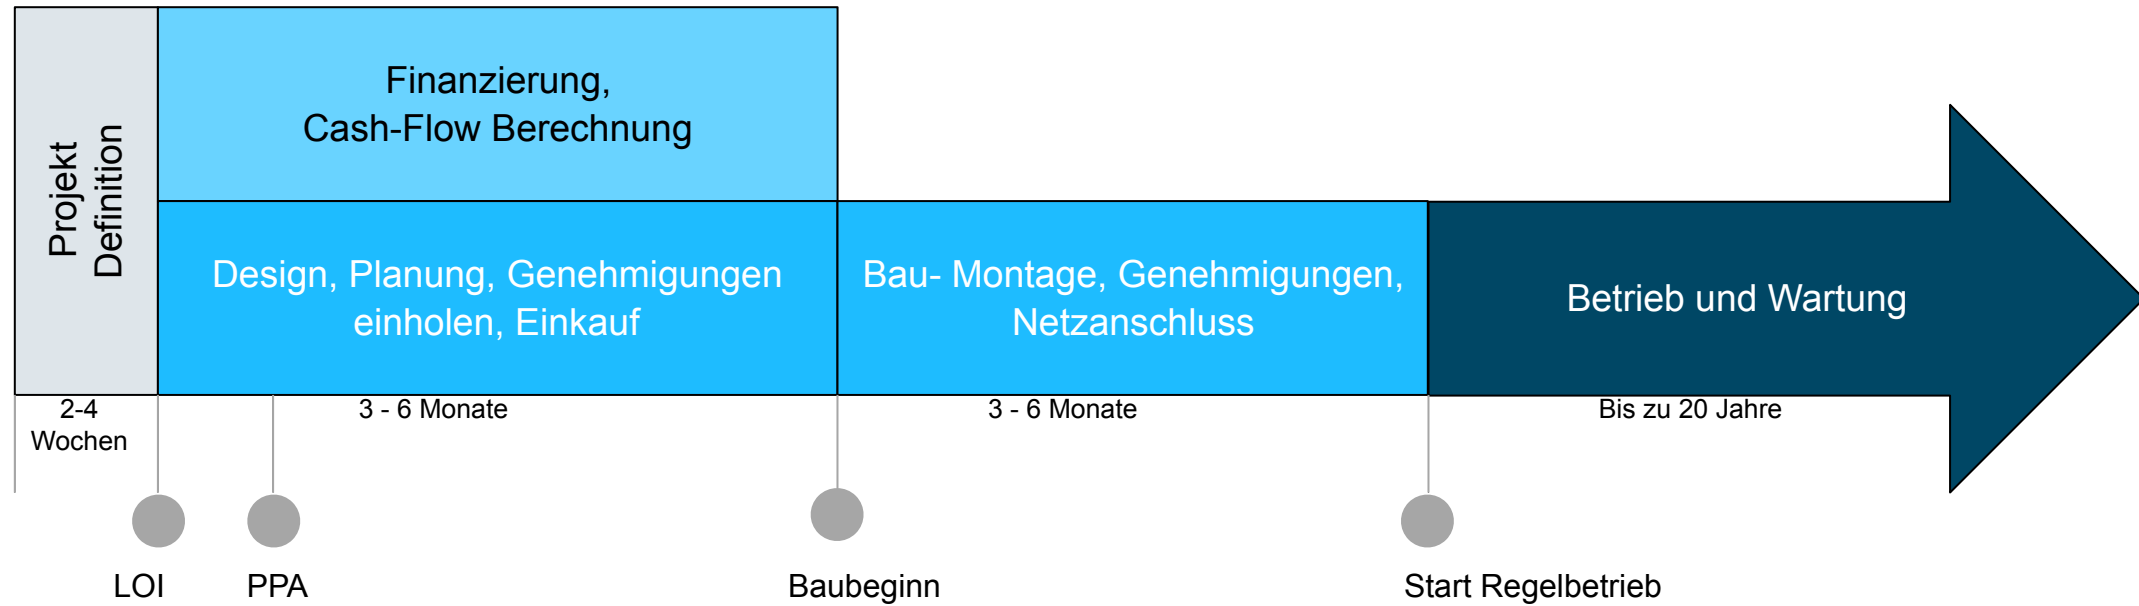 Projekt
Definition
Finanzierung,
Cash-Flow Berechnung
Design, Planung, Genehmigungen
einholen, Einkauf
Bau- Montage, Genehmigungen,
Netzanschluss
Betrieb und Wartung
2-4
Wochen
3 - 6 Monate
3 - 6 Monate
Bis zu 20 Jahre
LOI
PPA
Baubeginn
Start Regelbetrieb